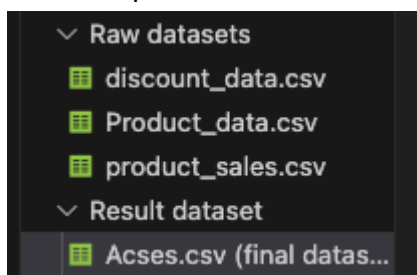 Raw datasets
discount_data.csv
Product_data.csv
product_sales.csv
Result dataset
Acses.csv (final datas...